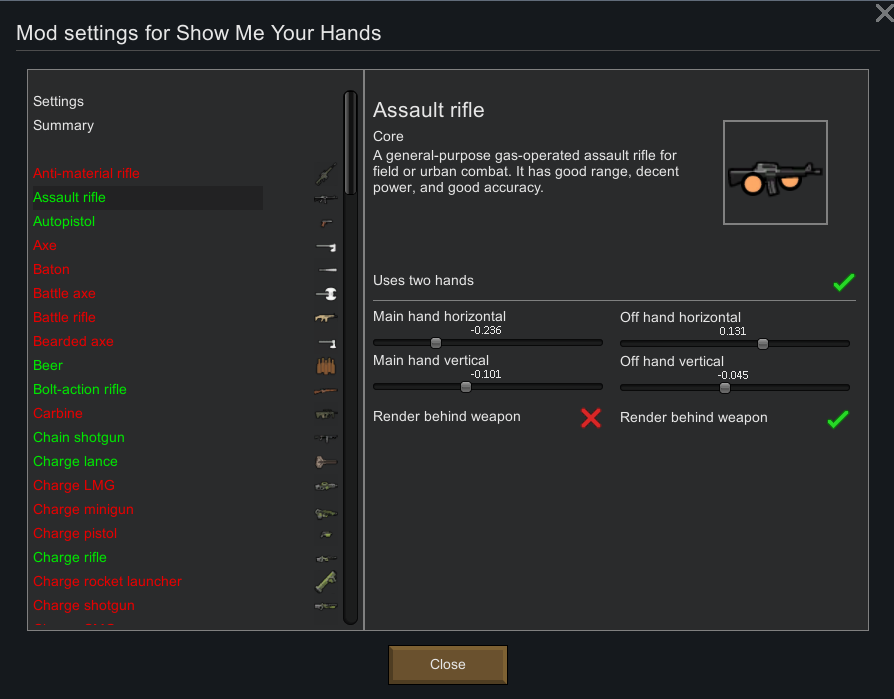 Mod settings for Show Me Your Hands
Settings
Summary
Anti-material rifle
Assault rifle
Autopistol
Axe
Baton
Battle axe
Battle rifle
Bearded axe
Beer
Bolt-action rifle
Carbine
Chain shotgun
Charge lance
Charge LMG
Charge minigun
Charge pistol
Charge rifle
Charge rocket launcher
Charge shotgun
Assault rifle
Core
A general-purpose gas-operated assault rifle for
field or urban combat. It has good range, decent
power, and good accuracy.
Uses two hands
Main hand horizontal
-0.236
Off hand horizontal
0.131
Main hand vertical
-0.101
Off hand vertical
-0.045
Render behind weapon
Render behind weapon
Close